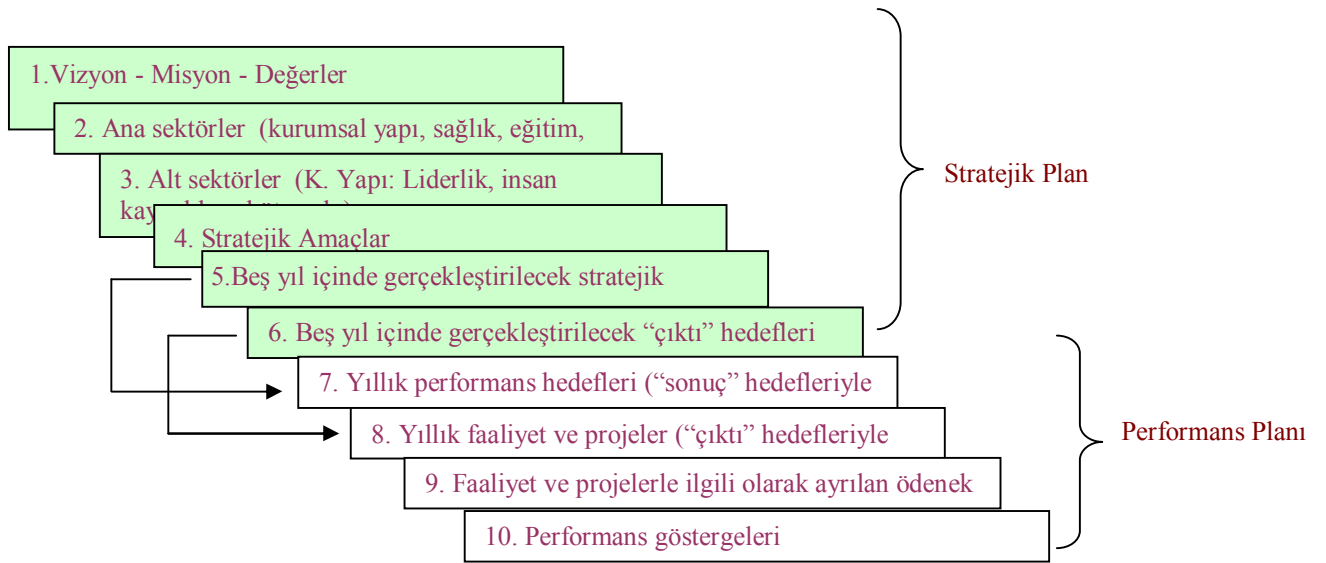 1.Vizyon - Misyon - Değerler
2. Ana sektörler (kurumsal yapı, sağlık, eğitim,
3. Alt sektörler (K. Yapı: Liderlik, insan
4. Stratejik Amaçlar
5.Beş yıl içinde gerçekleştirilecek stratejik
6. Beş yıl içinde gerçekleştirilecek “çıktı” hedefleri
7. Yıllık performans hedefleri (“sonuç” hedefleriyle
8. Yıllık faaliyet ve projeler (“çıktı” hedefleriyle
9. Faaliyet ve projelerle ilgili olarak ayrılan ödenek
10. Performans göstergeleri
Stratejik Plan
Performans Planı